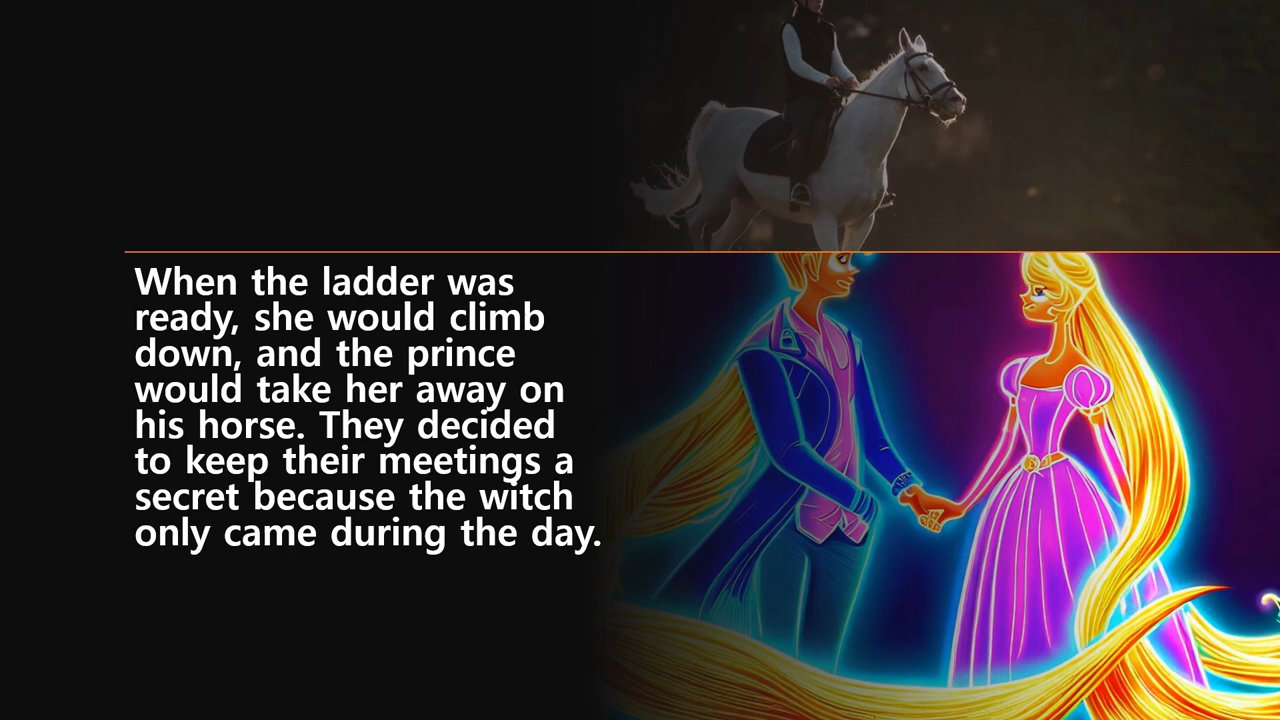 When the ladder was
ready, she would climb
down, and the prince
would take her away on
his horse. They decided
to keep their meetings a
secret because the witch
only came during the day.